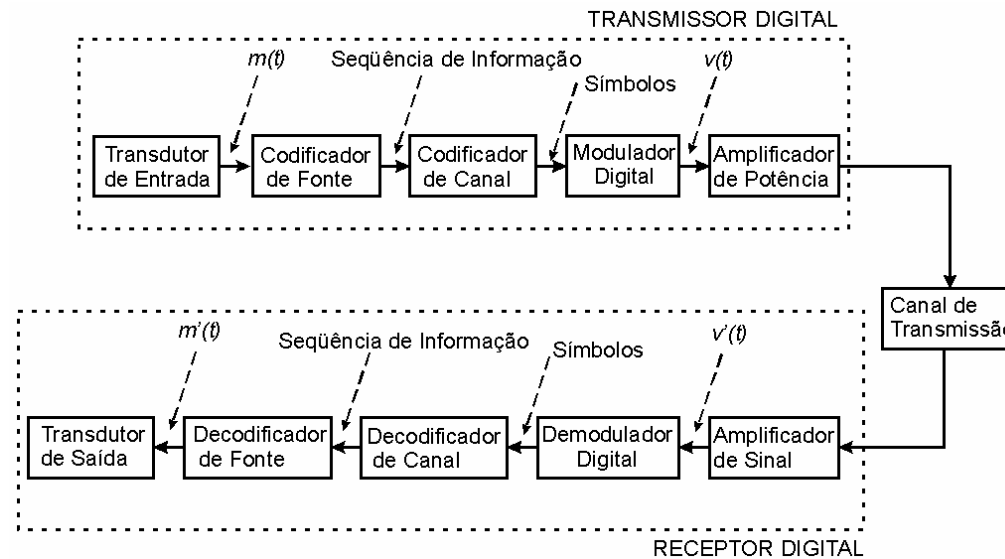 TRANSMISSOR DIGITAL
m(t)
Seqüência de Informação
Símbolos
v(t)
Transdutor
de Entrada
Codificador
de Fonte
Codificador
de Canal
Modulador
Digital
Amplificador
de Potência
Canal de
Transmissão
m'(t)
Seqüência de Informação
Símbolos
v'(t)
Transdutor
de Saída
Decodificador
de Fonte
Decodificador
de Canal
Demodulador
Digital
Amplificador
de Sinal
RECEPTOR DIGITAL